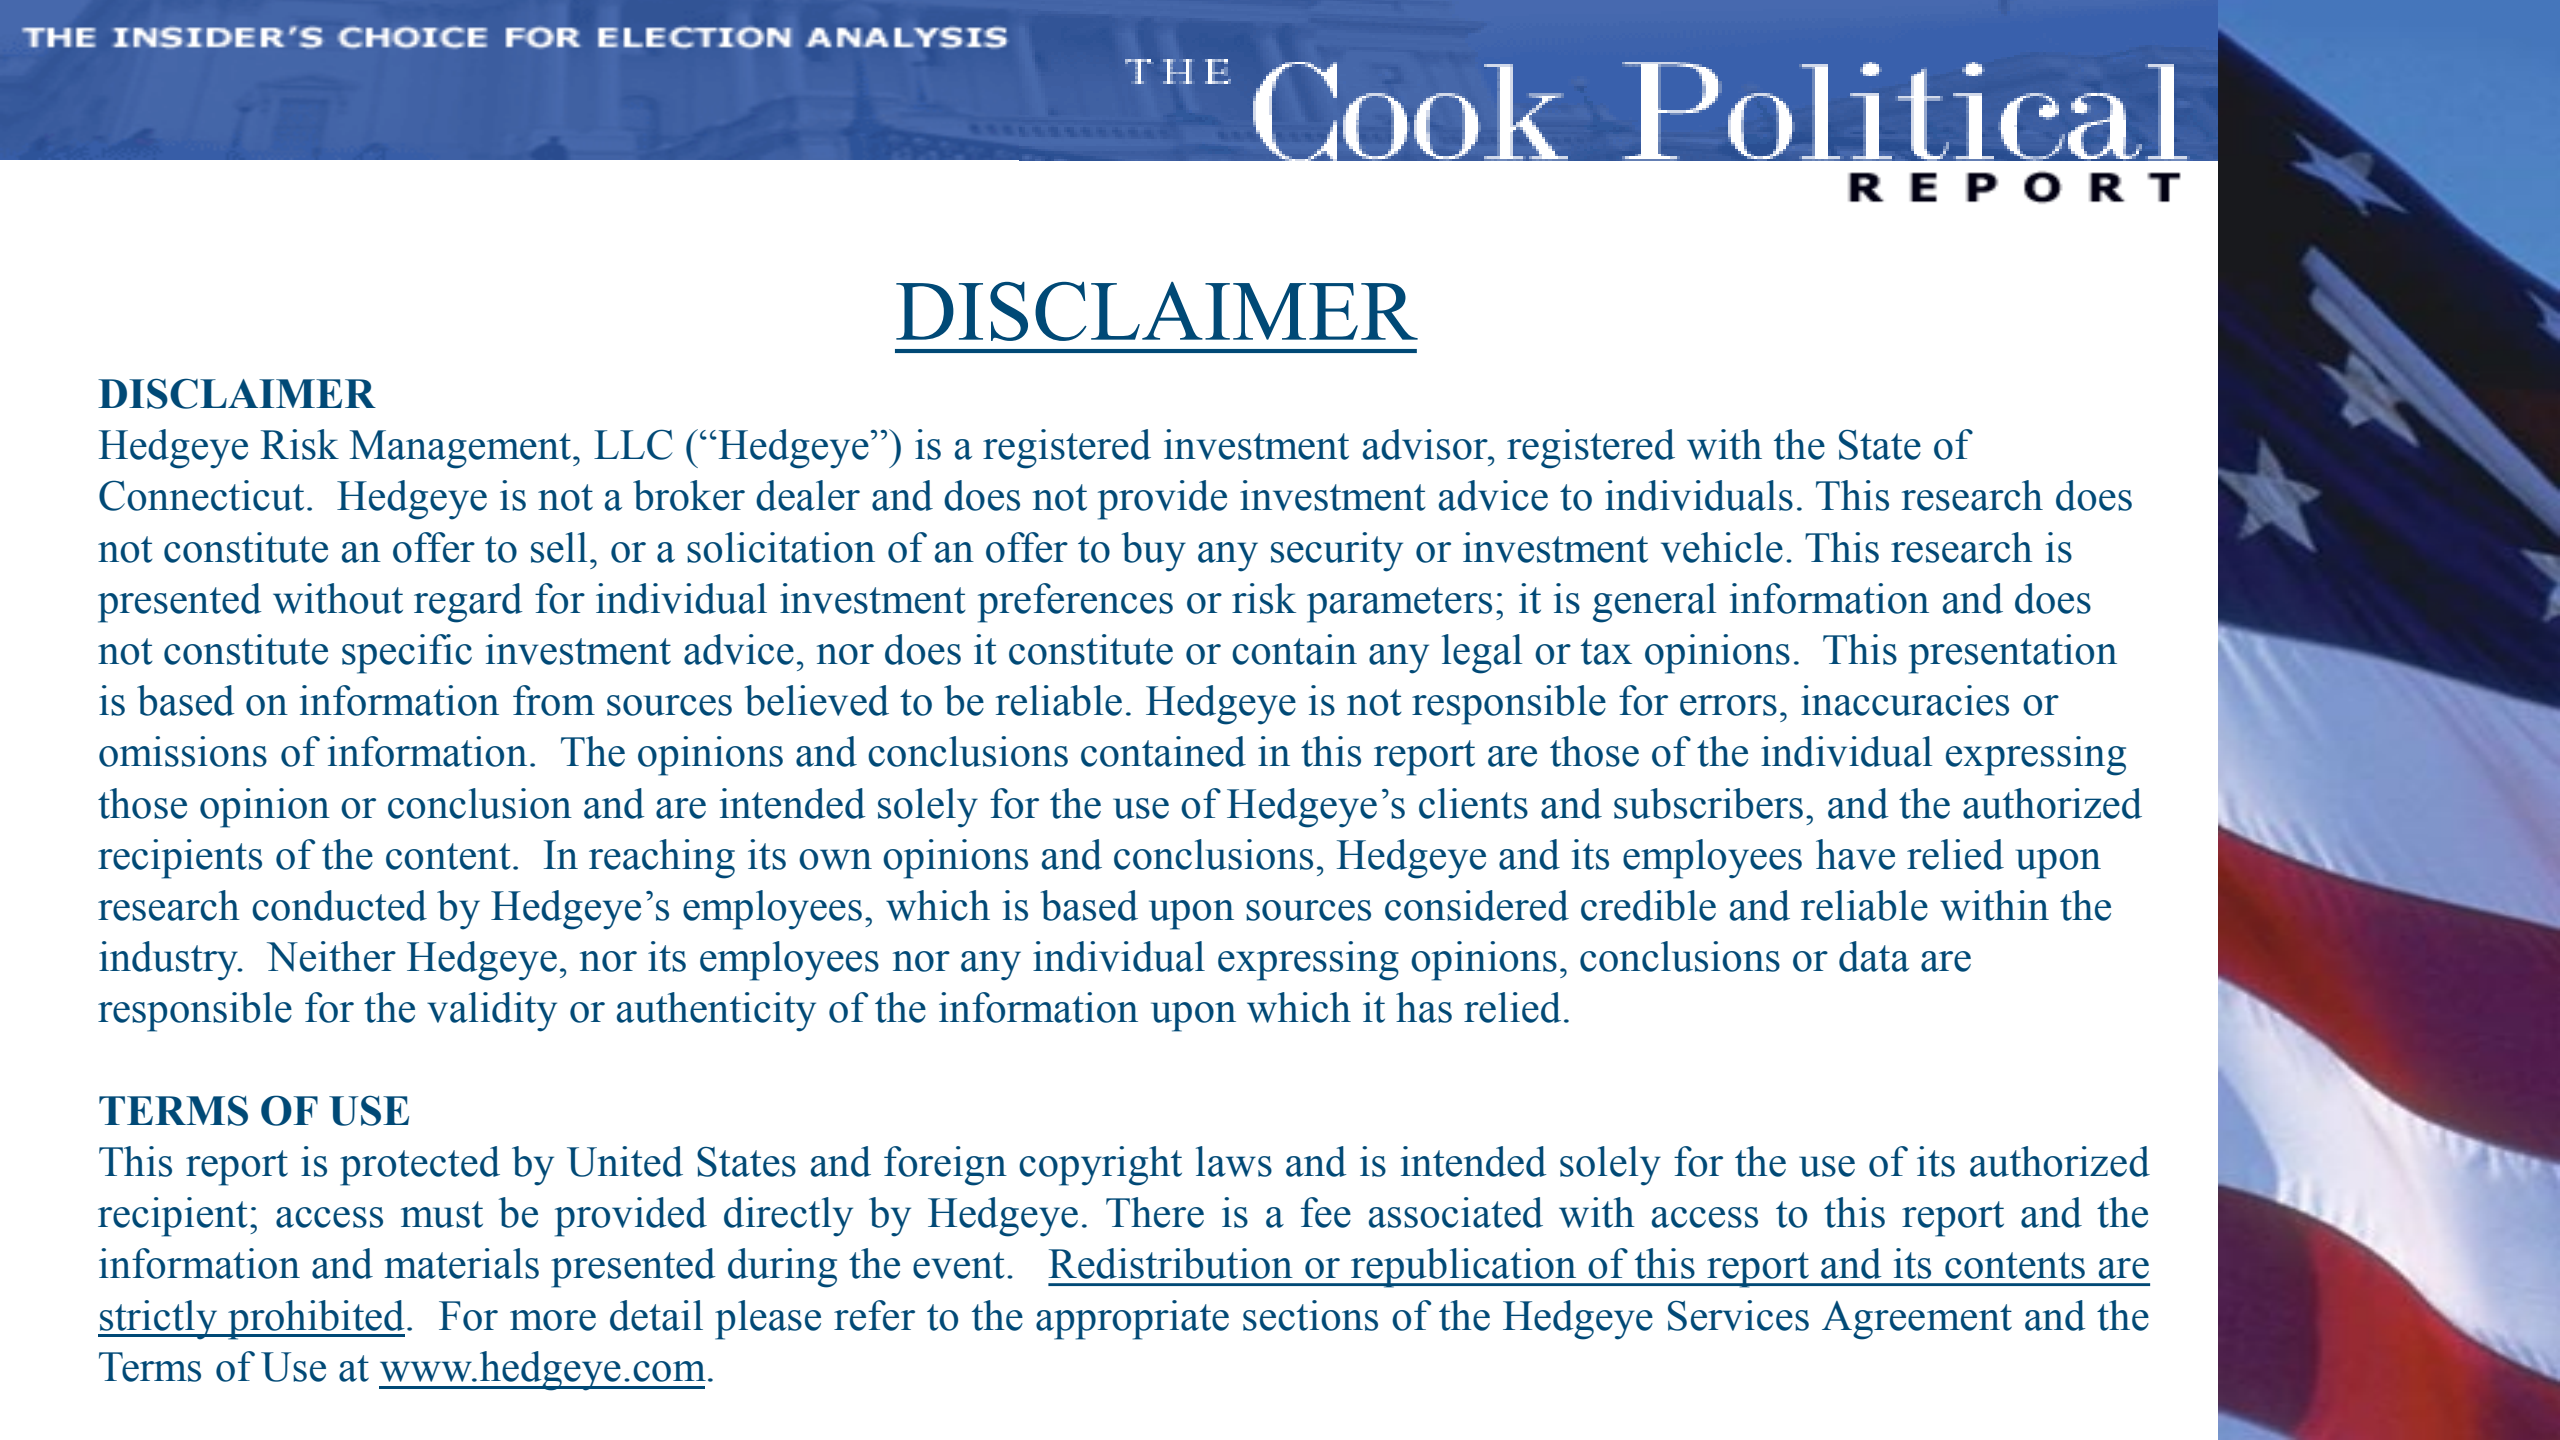 THE INSIDER'S CHOICE FOR ELECTION ANALYSIS
THE Cook Political
REPORT
DISCLAIMER
DISCLAIMER
Hedgeye Risk Management, LLC (“Hedgeye”) is a registered investment advisor, registered with the State of
Connecticut.  Hedgeye is not a broker dealer and does not provide investment advice to individuals. This research does
not constitute an offer to sell, or a solicitation of an offer to buy any security or investment vehicle. This research is
presented without regard for individual investment preferences or risk parameters; it is general information and does
not constitute specific investment advice, nor does it constitute or contain any legal or tax opinions.  This presentation
is based on information from sources believed to be reliable. Hedgeye is not responsible for errors, inaccuracies or
omissions of information.  The opinions and conclusions contained in this report are those of the individual expressing
those opinion or conclusion and are intended solely for the use of Hedgeye’s clients and subscribers, and the authorized
recipients of the content.  In reaching its own opinions and conclusions, Hedgeye and its employees have relied upon
research conducted by Hedgeye’s employees, which is based upon sources considered credible and reliable within the
industry.  Neither Hedgeye, nor its employees nor any individual expressing opinions, conclusions or data are
responsible for the validity or authenticity of the information upon which it has relied.
TERMS OF USE
This report is protected by United States and foreign copyright laws and is intended solely for the use of its authorized
recipient; access must be provided directly by Hedgeye. There is a fee associated with access to this report and the
information and materials presented during the event.   Redistribution or republication of this report and its contents are
strictly prohibited.  For more detail please refer to the appropriate sections of the Hedgeye Services Agreement and the
Terms of Use at www.hedgeye.com.